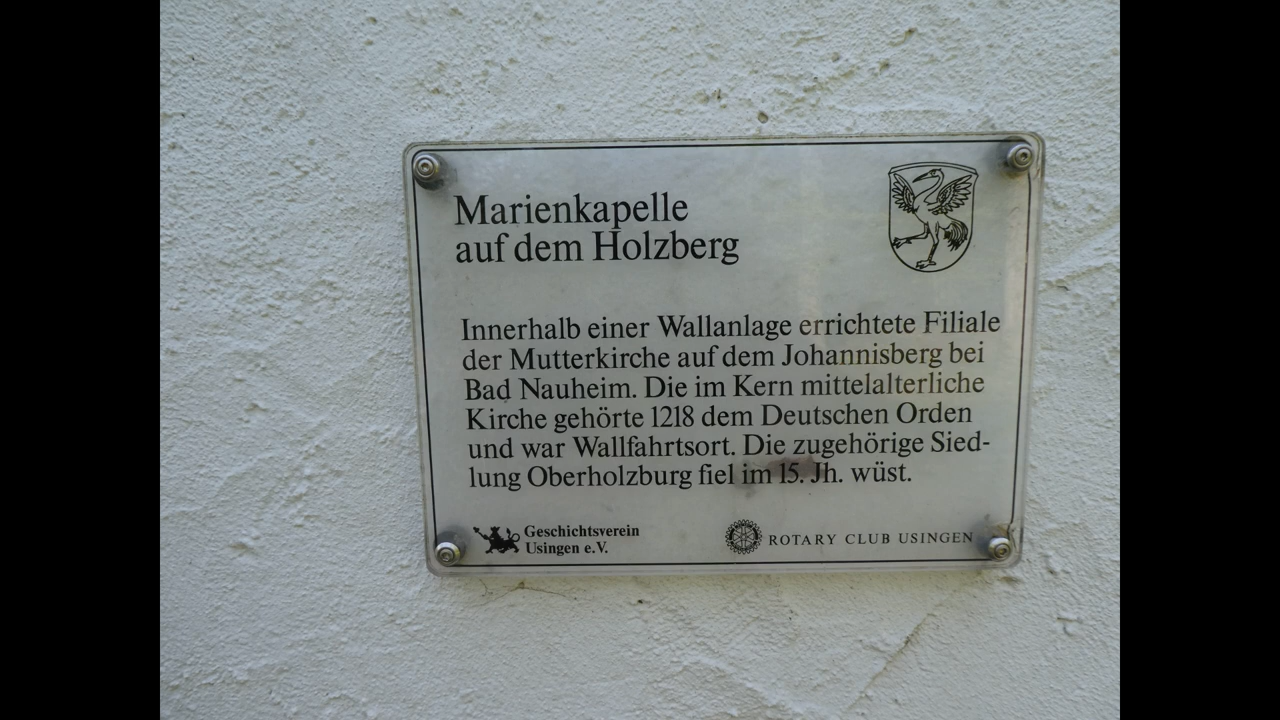 Marienkapelle
auf dem Holzberg
Innerhalb einer Wallanlage errichtete Filiale
der Mutterkirche auf dem Johannisberg bei
Bad Nauheim. Die im Kern mittelalterliche
Kirche gehörte 1218 dem Deutschen Orden
und war Wallfahrtsort. Die zugehörige Sied-
lung Oberholzburg fiel im 15. Jh. wüst.
Geschichtsverein
Usingen e.V.
ROTARY CLUB USINGEN